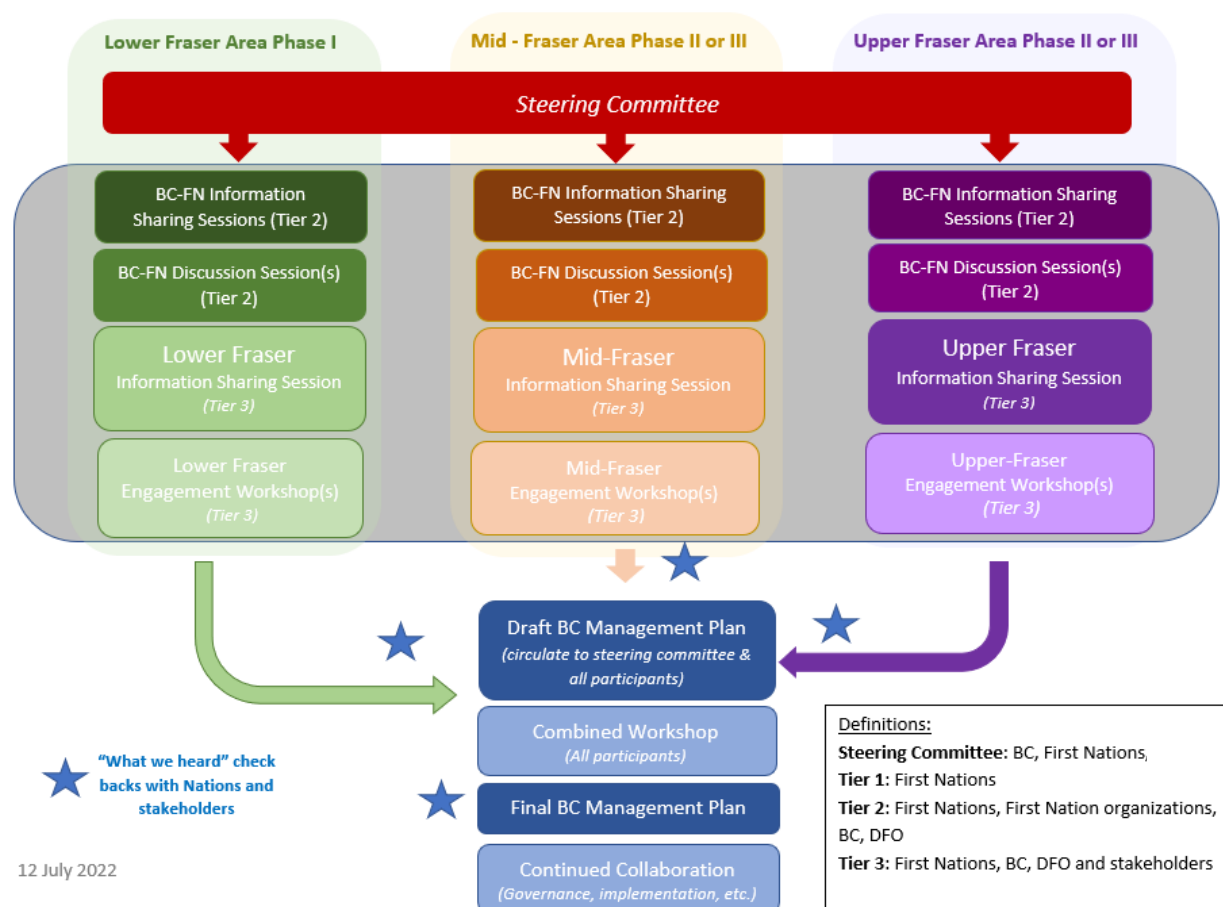 Lower Fraser Area Phase I
Mid - Fraser Area Phase II or III
Upper Fraser Area Phase II or III
Steering Committee
BC-FN Information
Sharing Sessions (Tier 2)
BC-FN Discussion Session(s)
(Tier 2)
Lower Fraser
Information Sharing Session
(Tier 3)
Lower Fraser
Engagement Workshop(s)
(Tier 3)
BC-FN Information Sharing
Sessions (Tier 2)
BC-FN Discussion Session(s)
(Tier 2)
Mid-Fraser
Information Sharing Session
(Tier 3)
Mid-Fraser
Engagement Workshop(s)
(Tier 3)
BC-FN Information Sharing
Sessions (Tier 2)
BC-FN Discussion Session(s)
(Tier 2)
Upper Fraser
Information Sharing Session
(Tier 3)
Upper-Fraser
Engagement Workshop(s)
(Tier 3)
Draft BC Management Plan
(circulate to steering committee &
all participants)
Combined Workshop
(All participants)
Final BC Management Plan
Continued Collaboration
(Governance, implementation, etc.)
"What we heard" check
backs with Nations and
stakeholders
12 July 2022
Definitions:
Steering Committee: BC, First Nations,
Tier 1: First Nations
Tier 2: First Nations, First Nation organizations,
BC, DFO
Tier 3: First Nations, BC, DFO and stakeholders